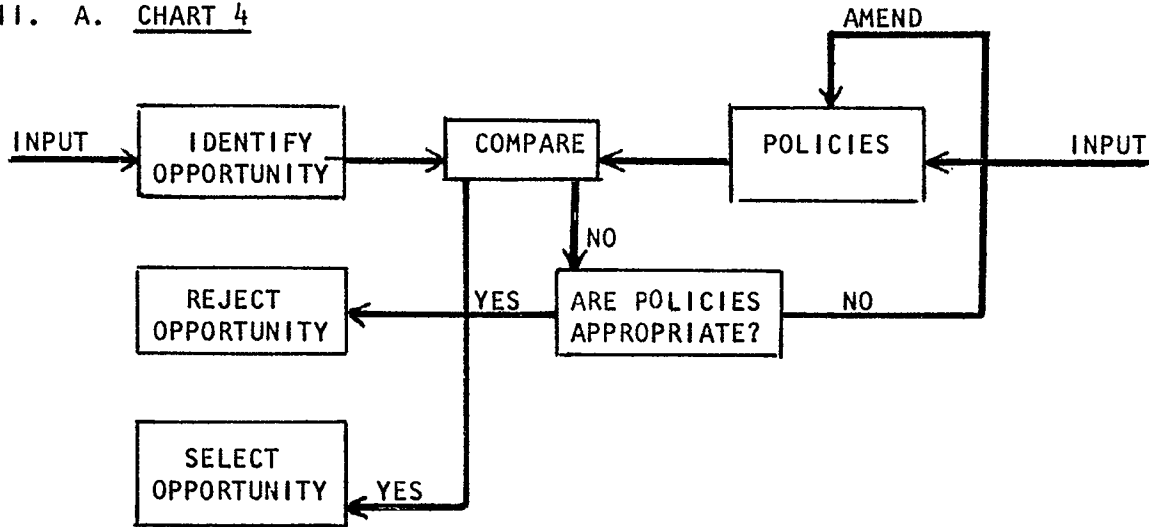 II. A. CHART 4
AMEND
INPUT
IDENTIFY
OPPORTUNITY
COMPARE
POLICIES
INPUT
NO
REJECT
OPPORTUNITY
YES
ARE POLICIES
APPROPRIATE?
NO
SELECT
OPPORTUNITY
YES